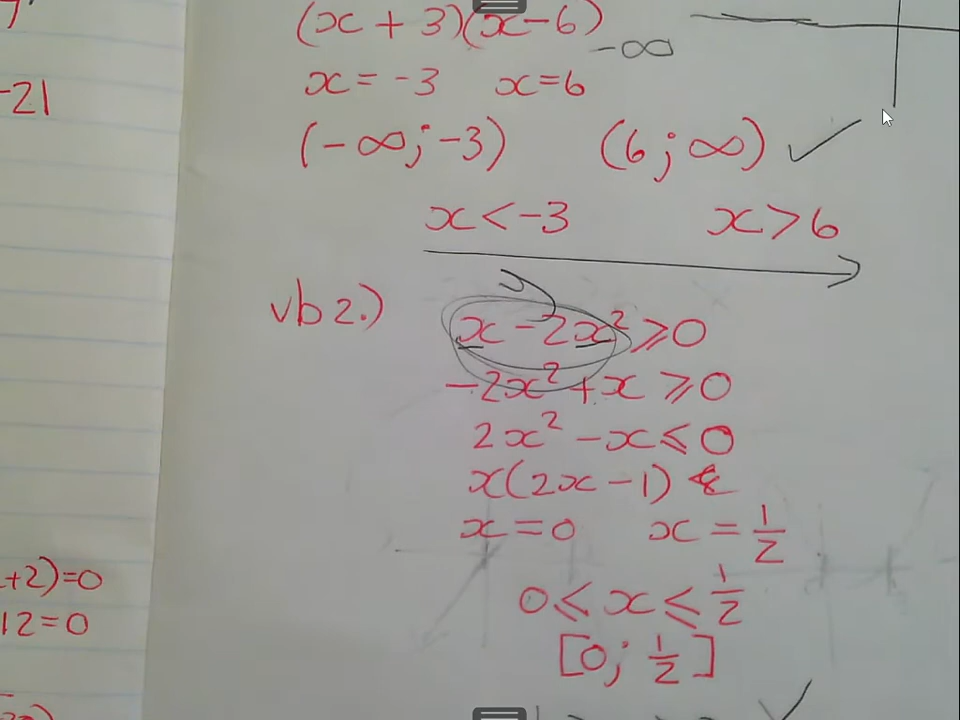 (x + 3)(x - 6)
-∞
x = -3 x = 6
(-∞; -3) (6; ∞) ✓
x < -3 x > 6
vb 2.) x - 2x² ⩾ 0
-2x² + x ⩾ 0
2x² - x ⩽ 0
x(2x - 1)
x = 0 x = 1/2
0 ⩽ x ⩽ 1/2
[0; 1/2]
-21
+2)=0
12=0